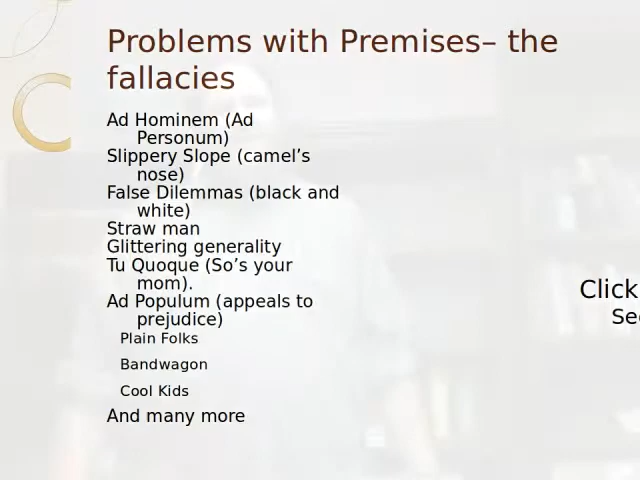 Problems with Premises– the
fallacies
Ad Hominem (Ad
Personum)
Slippery Slope (camel’s
nose)
False Dilemmas (black and
white)
Straw man
Glittering generality
Tu Quoque (So’s your
mom).
Ad Populum (appeals to
prejudice)
Plain Folks
Bandwagon
Cool Kids
And many more
Click